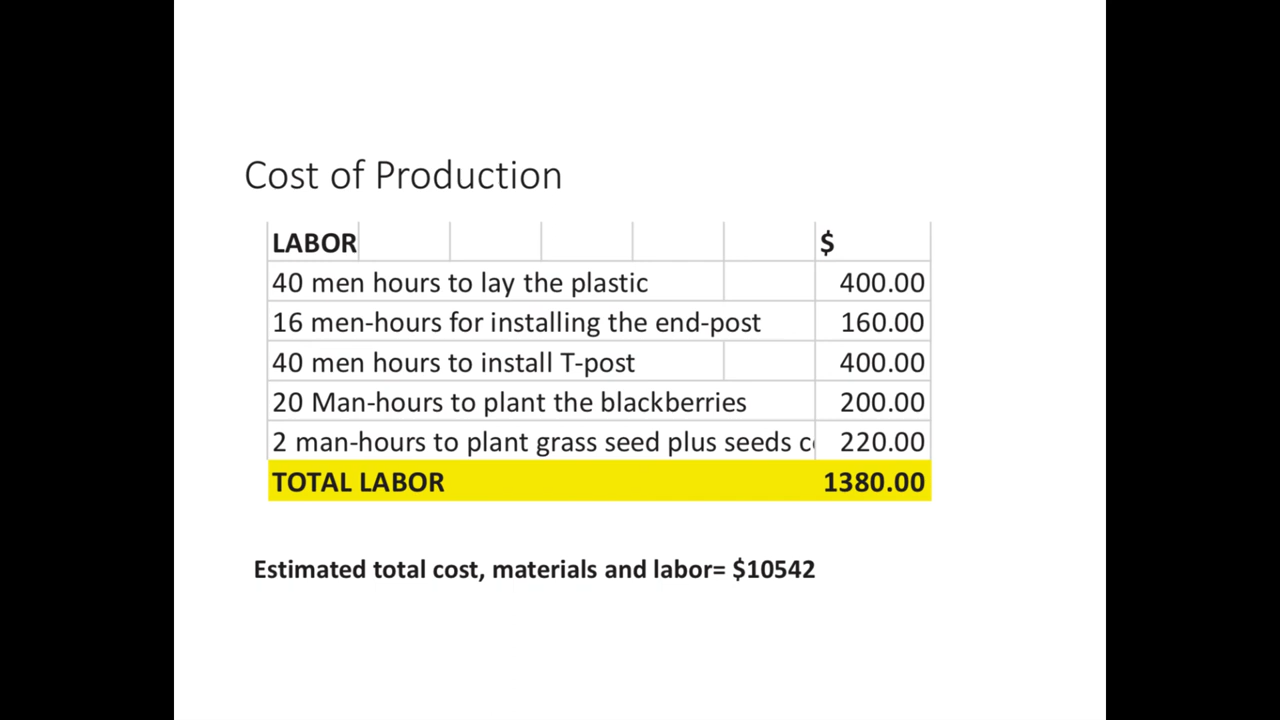 Cost of Production
LABOR $
40 men hours to lay the plastic 400.00
16 men-hours for installing the end-post 160.00
40 men hours to install T-post 400.00
20 Man-hours to plant the blackberries 200.00
2 man-hours to plant grass seed plus seeds 220.00
TOTAL LABOR 1380.00
Estimated total cost, materials and labor= $10542